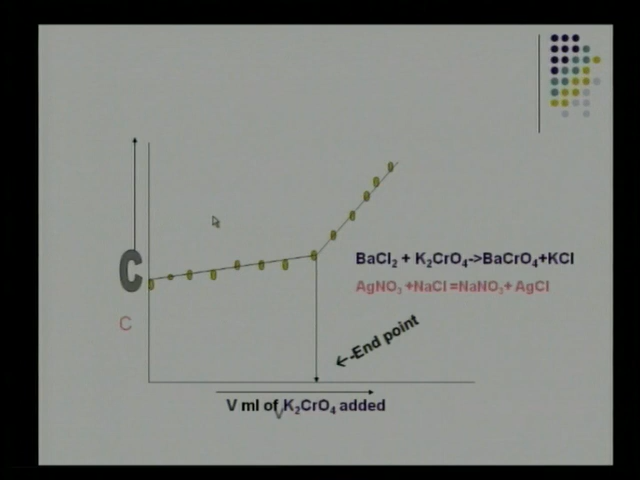 C
C
BaCl₂ + K₂CrO₄->BaCrO₄+KCl
AgNO₃ +NaCl =NaNO₃+ AgCl
<--End point
V ml of K₂CrO₄ added
V